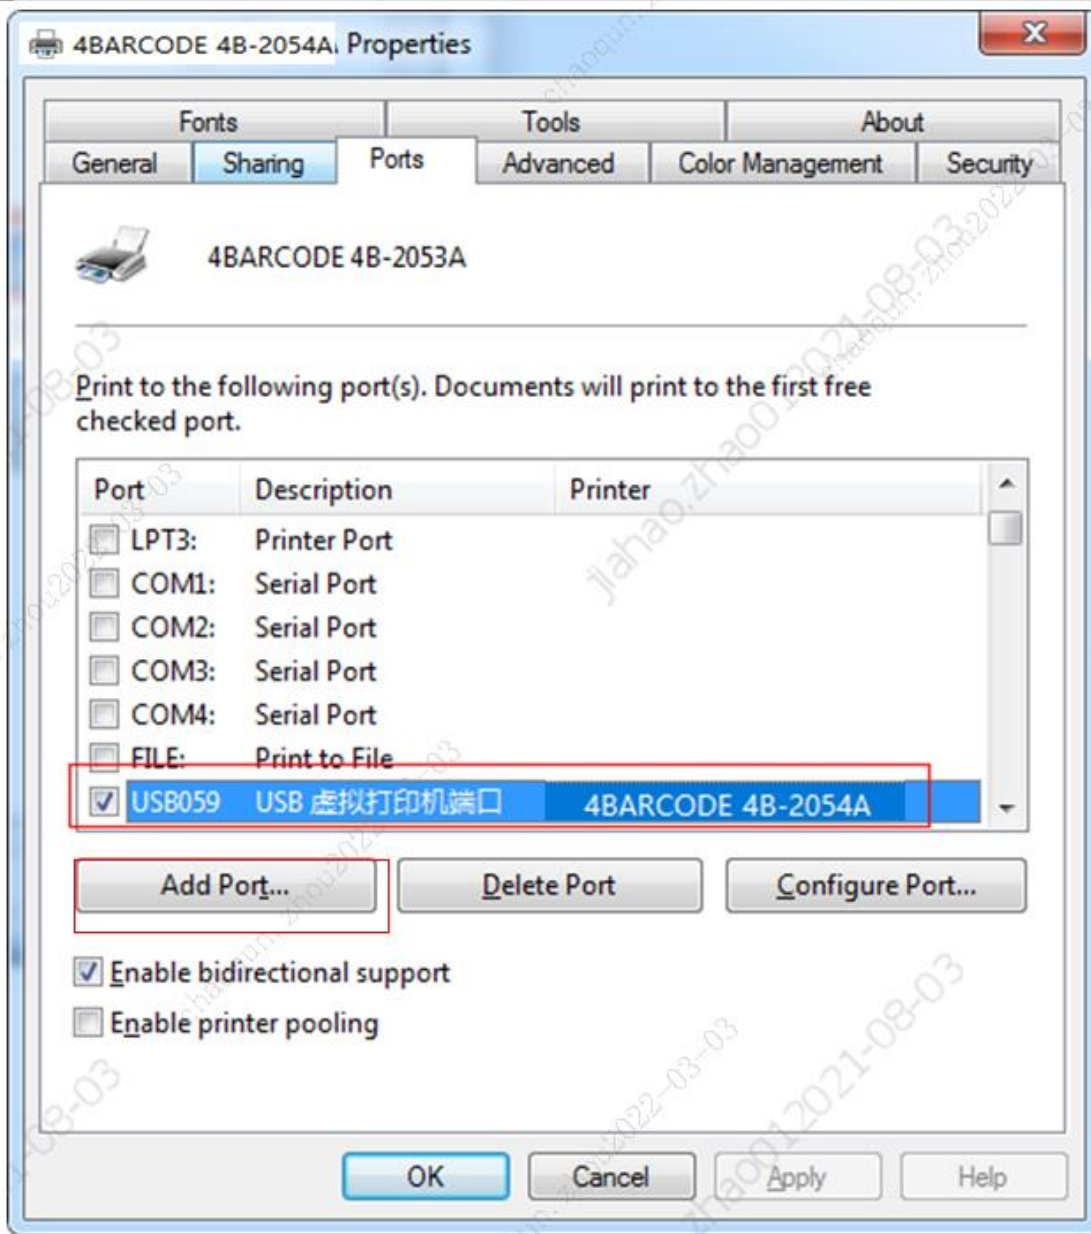 4BARCODE 4B-2054A Properties
Fonts Tools About
General Sharing Ports Advanced Color Management Security
4BARCODE 4B-2053A
Print to the following port(s). Documents will print to the first free
checked port.
Port Description Printer
LPT3: Printer Port
COM1: Serial Port
COM2: Serial Port
COM3: Serial Port
COM4: Serial Port
FILE: Print to File
USB059 USB 虚拟打印机端口 4BARCODE 4B-2054A
Add Port... Delete Port Configure Port...
Enable bidirectional support
Enable printer pooling
OK Cancel Apply Help